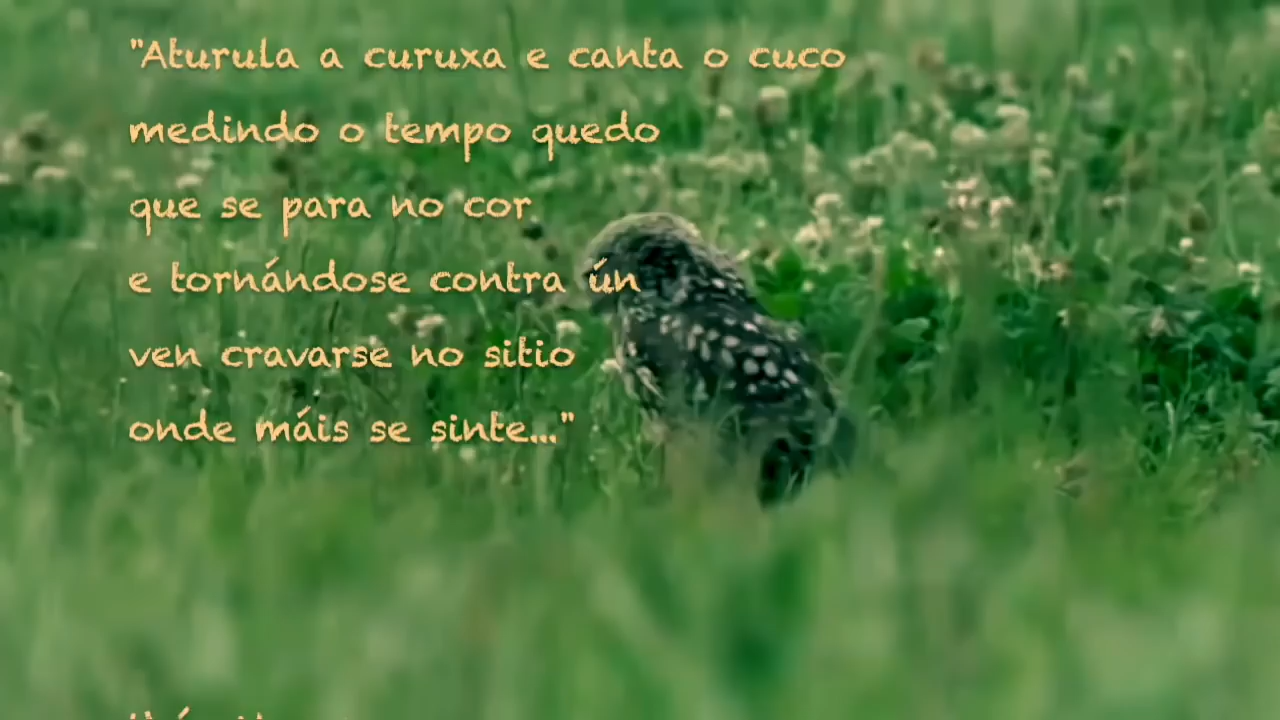 "Aturula a curuxa e canta o cuco
medindo o tempo quedo
que se para no cor
e tornándose contra ún
ven cravarse no sitio
onde máis se sinte..."